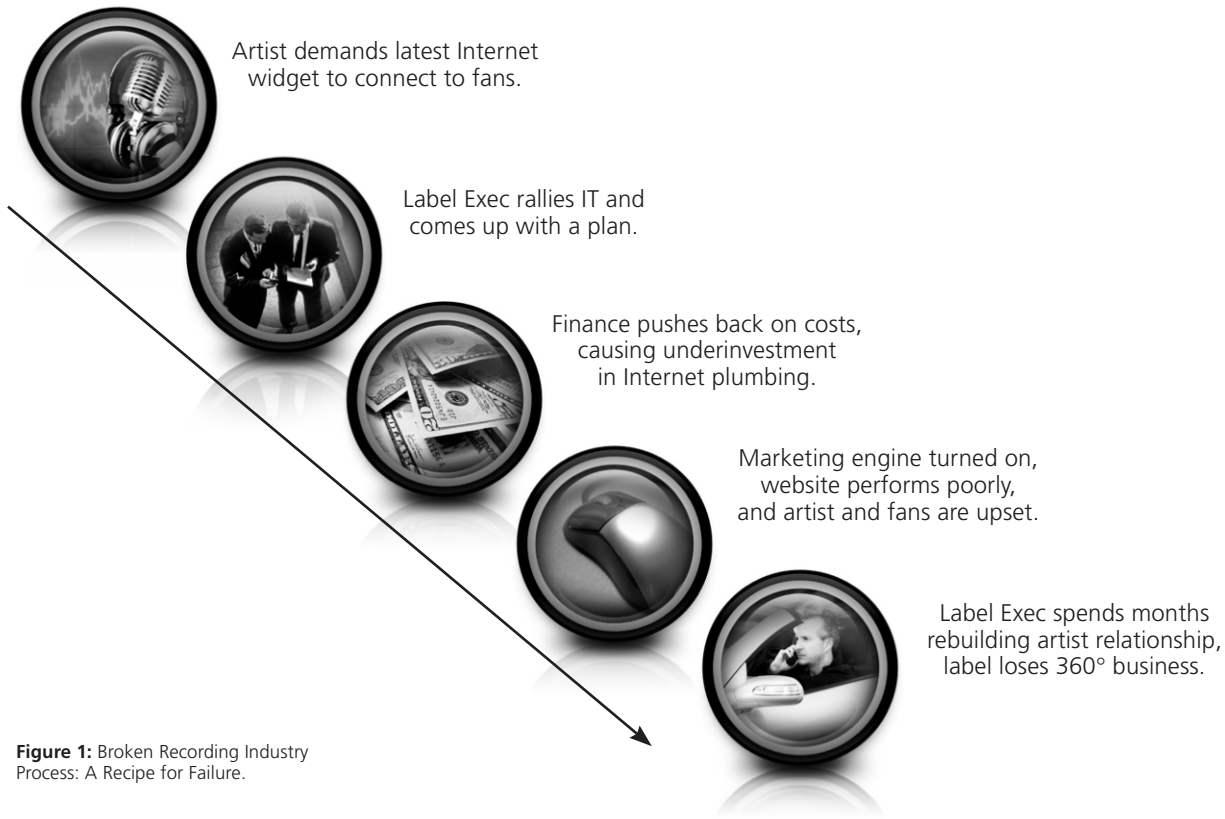 Artist demands latest Internet
widget to connect to fans.
Label Exec rallies IT and
comes up with a plan.
Finance pushes back on costs,
causing underinvestment
in Internet plumbing.
Marketing engine turned on,
website performs poorly,
and artist and fans are upset.
Label Exec spends months
rebuilding artist relationship,
label loses 360° business.
Figure 1: Broken Recording Industry
Process: A Recipe for Failure.